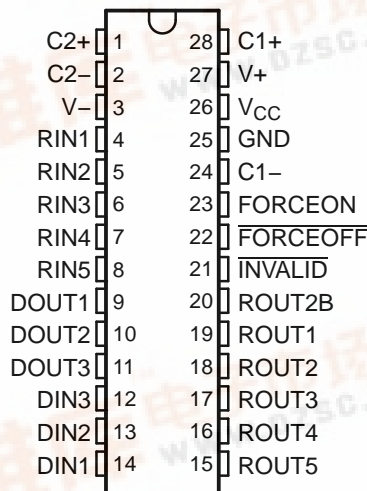 C2+ 1 28 C1+
C2− 2 27 V+
V− 3 26 VCC
RIN1 4 25 GND
RIN2 5 24 C1−
RIN3 6 23 FORCEON
RIN4 7 22 FORCEOFF
RIN5 8 21 INVALID
DOUT1 9 20 ROUT2B
DOUT2 10 19 ROUT1
DOUT3 11 18 ROUT2
DIN3 12 17 ROUT3
DIN2 13 16 ROUT4
DIN1 14 15 ROUT5